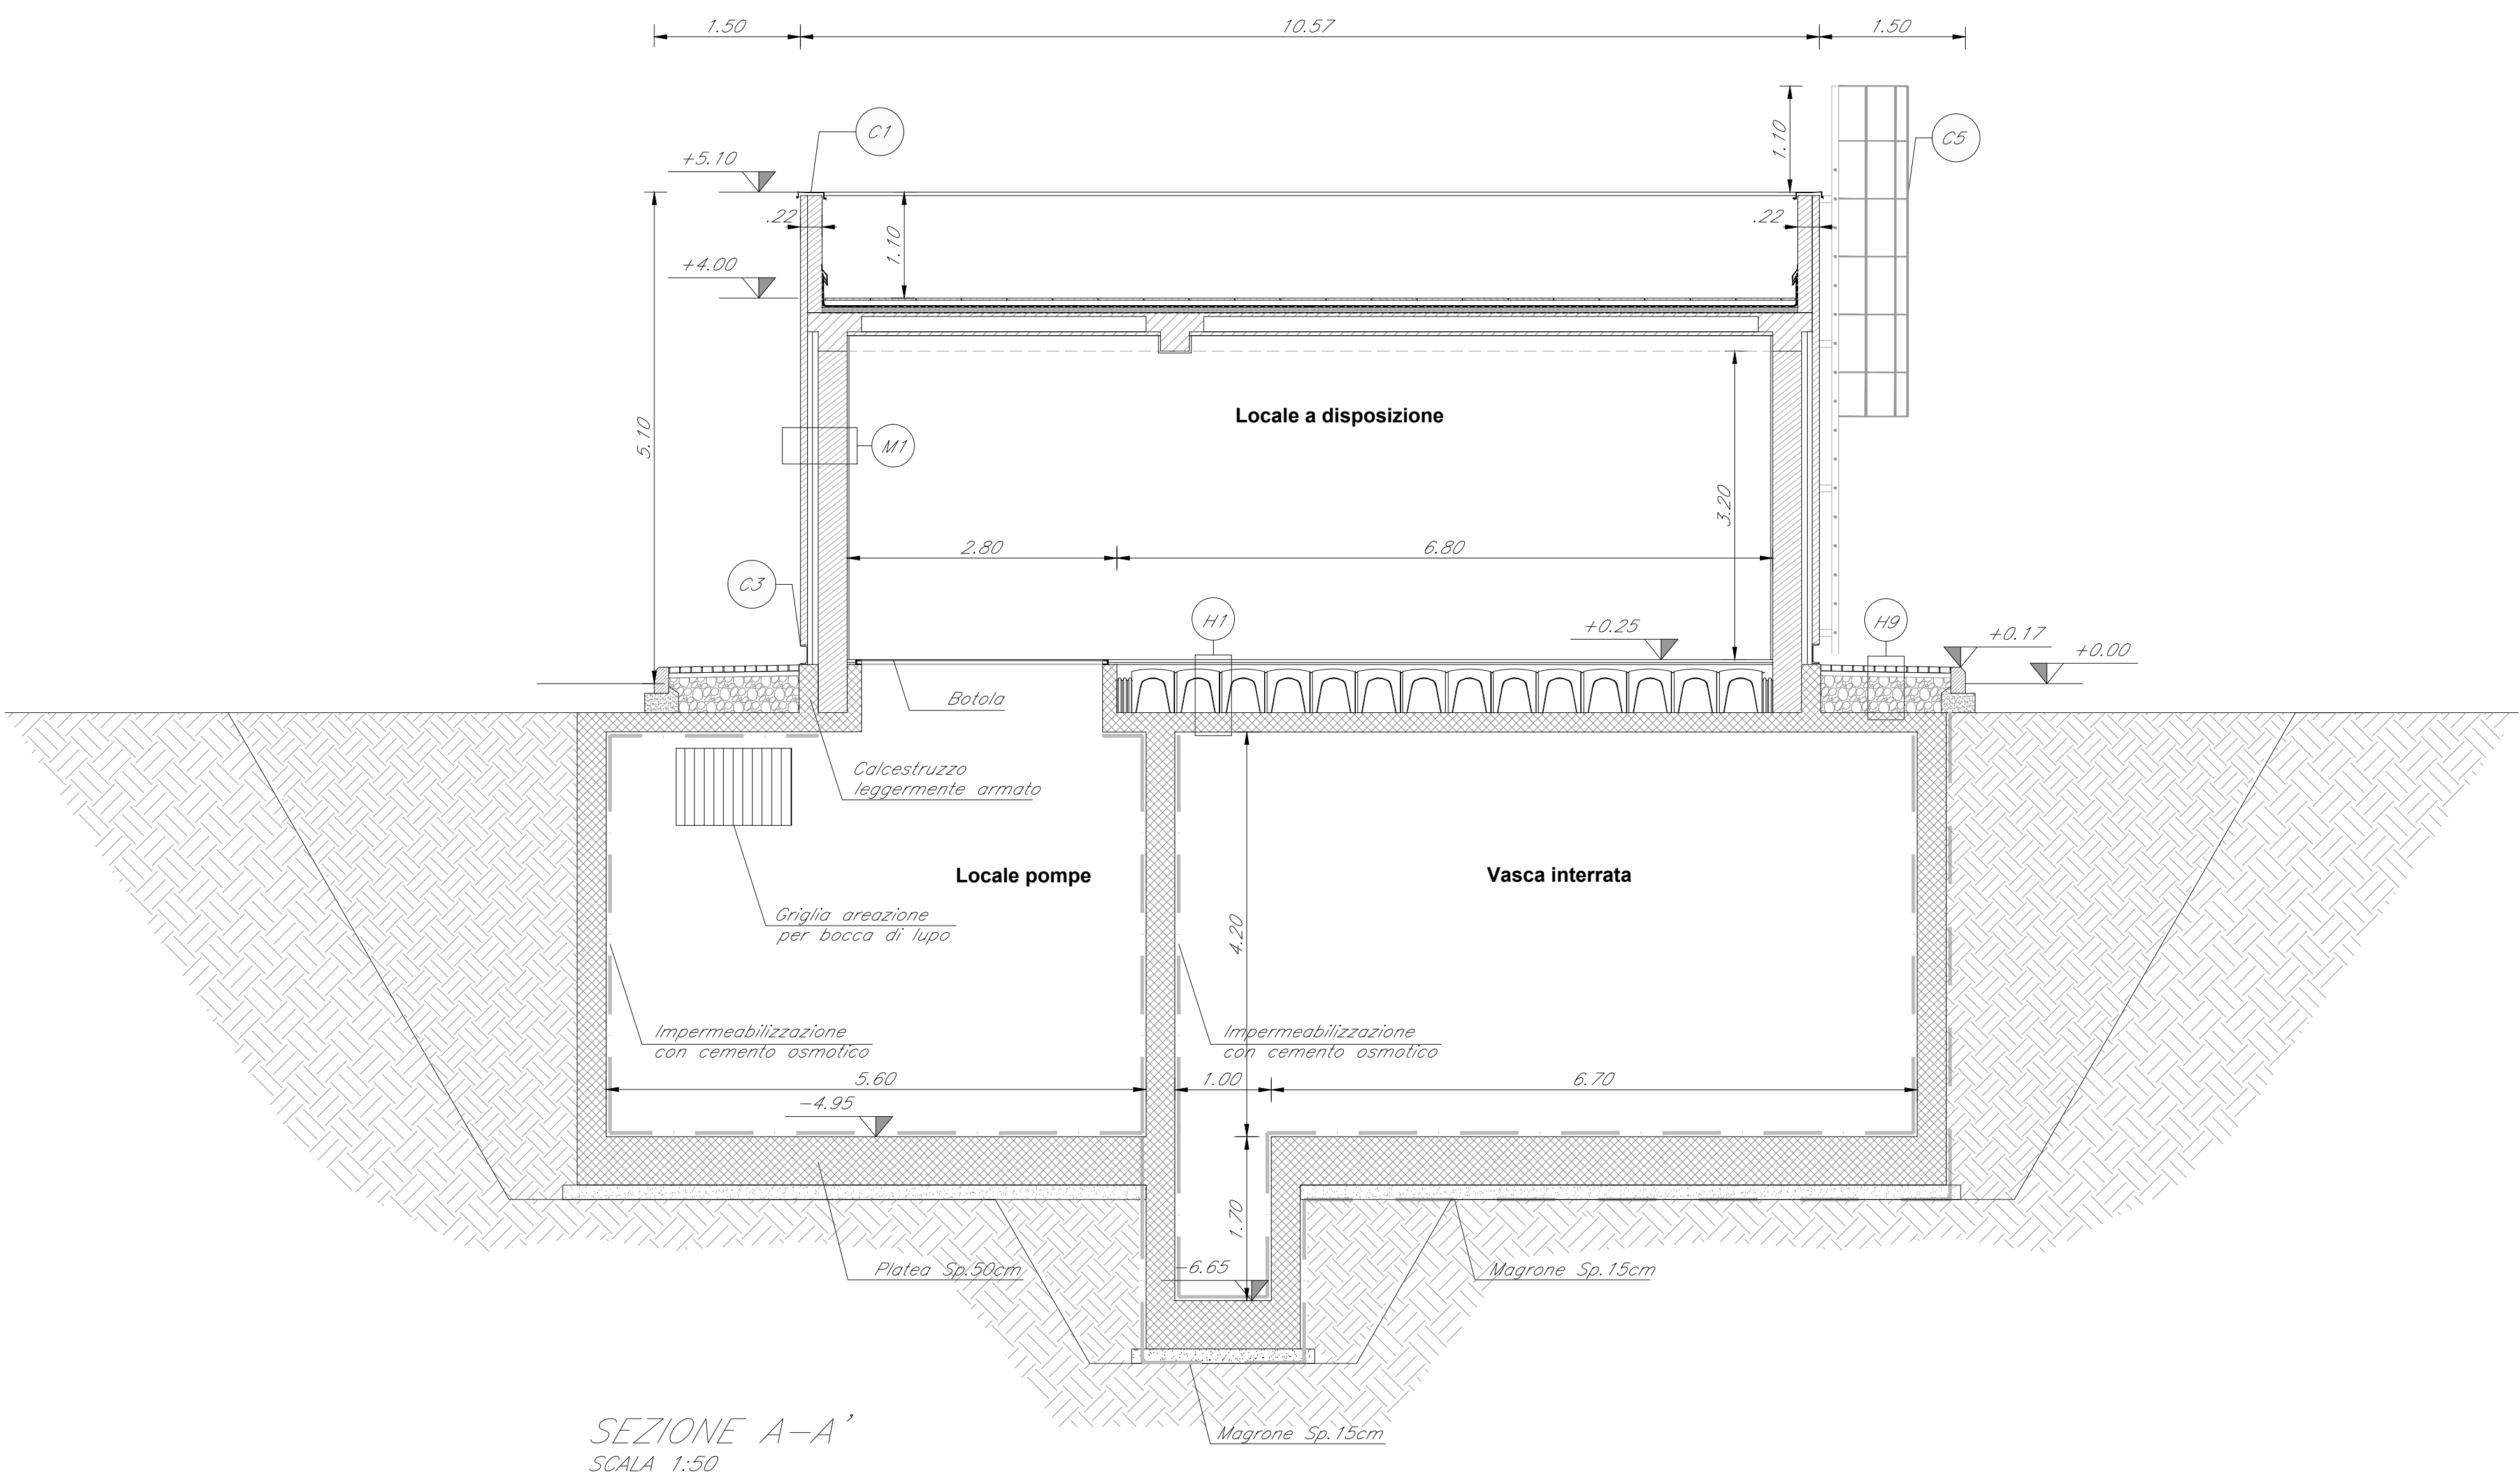 1.50
10.57
1.50
C1
1.10
C5
+5.10
.22
.22
1.10
+4.00
Locale a disposizione
5.10
M1
3.20
2.80
6.80
C3
H1
H9
+0.25
+0.17
+0.00
Botola
Calcestruzzo
leggermente armato
Locale pompe
Vasca interrata
Griglia areazione
per bocca di lupo
4.20
Impermeabilizzazione
con cemento osmotico
Impermeabilizzazione
con cemento osmotico
5.60
1.00
6.70
-4.95
1.70
Platea Sp.50cm
-6.65
Magrone Sp.15cm
Magrone Sp.15cm
SEZIONE A-A'
SCALA 1:50